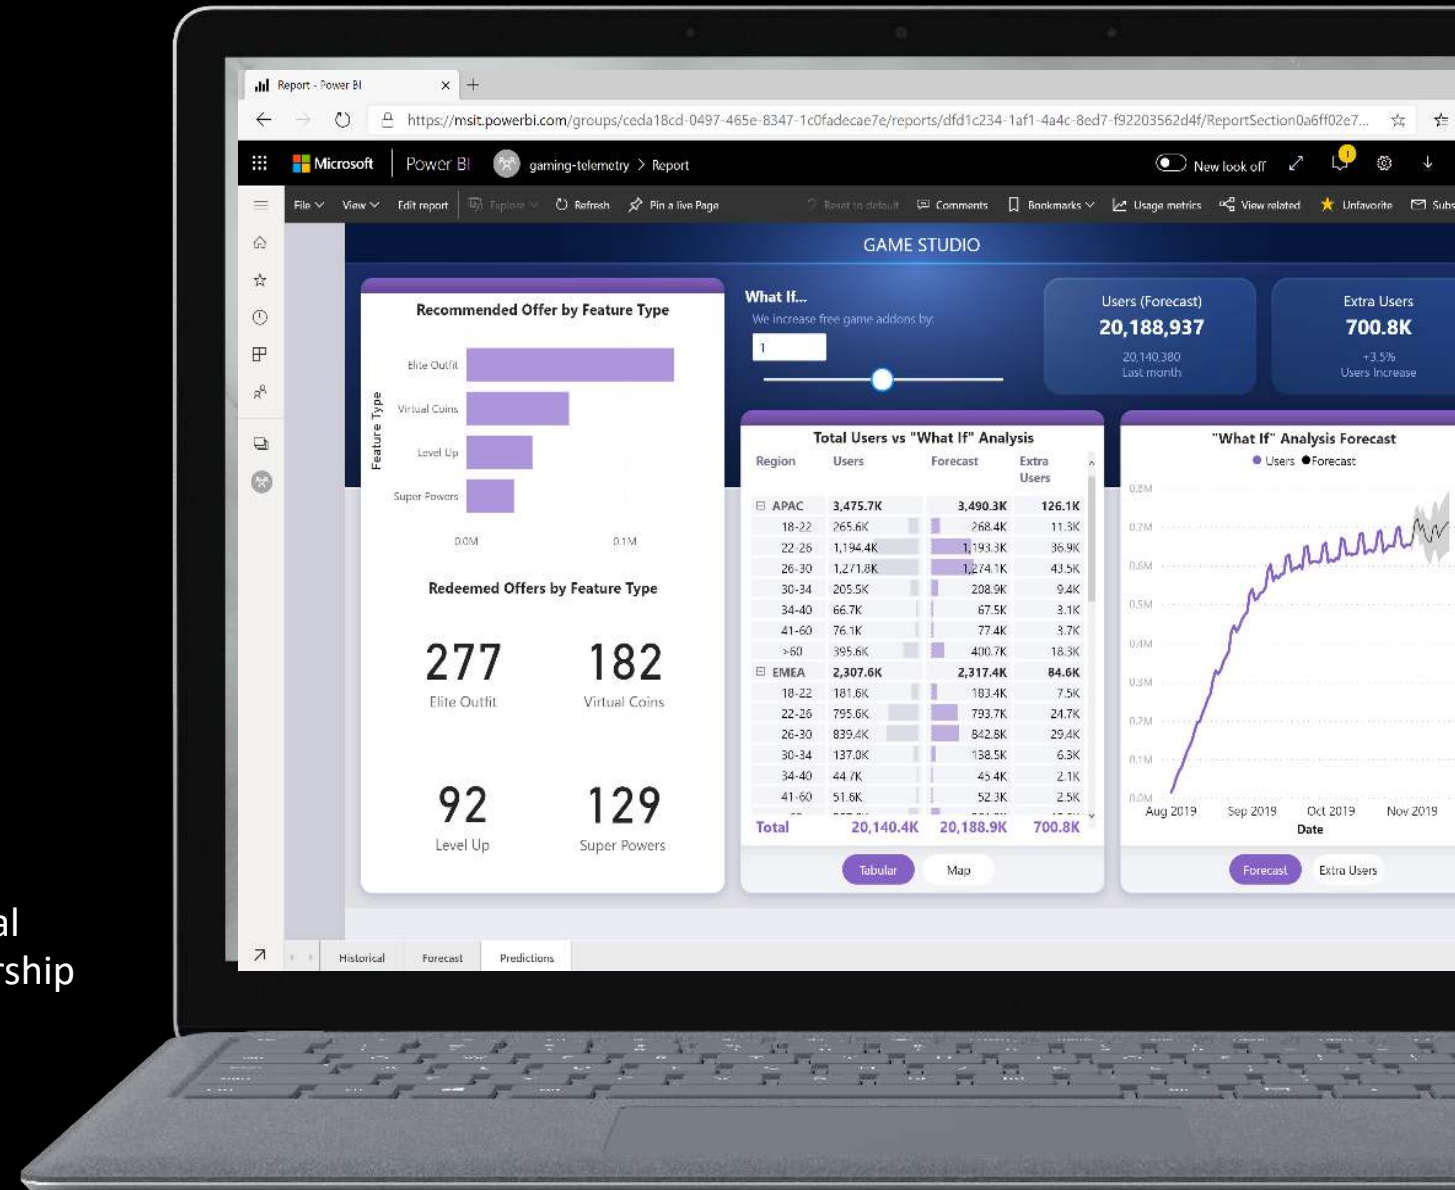 Report - Power BI
https://msit.powerbi.com/groups/ceda18cd-0497-465e-8347-1c0fadecae7e/reports/dfd1c234-1af1-4a4c-8ed7-f92203562d4f/ReportSection0a6ff02e7...
Microsoft Power BI gaming-telemetry > Report New look off
File View Edit report Explore Refresh Pin a live Page Reset to default Comments Bookmarks Usage metrics View related Unfavorite Subs
GAME STUDIO
Recommended Offer by Feature Type
Feature Type
Elite Outfit
Virtual Coins
Level Up
Super Powers
0.0M 0.1M
Redeemed Offers by Feature Type
277 182
Elite Outfit Virtual Coins
92 129
Level Up Super Powers
What If...
We increase free game addons by:
1
Users (Forecast)
20,188,937
20,140,380
Last month
Extra Users
700.8K
+3.5%
Users Increase
Total Users vs "What If" Analysis
Region Users Forecast Extra
Users
APAC 3,475.7K 3,490.3K 126.1K
18-22 265.6K 268.4K 11.3K
22-26 1,194.4K 1,193.3K 36.9K
26-30 1,271.8K 1,274.1K 43.5K
30-34 205.5K 208.9K 9.4K
34-40 66.7K 67.5K 3.1K
41-60 76.1K 77.4K 3.7K
>60 395.6K 400.7K 18.3K
EMEA 2,307.6K 2,317.4K 84.6K
18-22 181.6K 183.4K 7.5K
22-26 795.6K 793.7K 24.7K
26-30 839.4K 842.8K 29.4K
30-34 137.0K 138.5K 6.3K
34-40 44.7K 45.4K 2.1K
41-60 51.6K 52.3K 2.5K
Total 20,140.4K 20,188.9K 700.8K
Tabular Map
"What If" Analysis Forecast
Users Forecast
0.8M
0.7M
0.6M
0.5M
0.4M
0.3M
0.2M
0.1M
0.0M
Aug 2019 Sep 2019 Oct 2019 Nov 2019
Date
Forecast Extra Users
Historical Forecast Predictions
al
rship